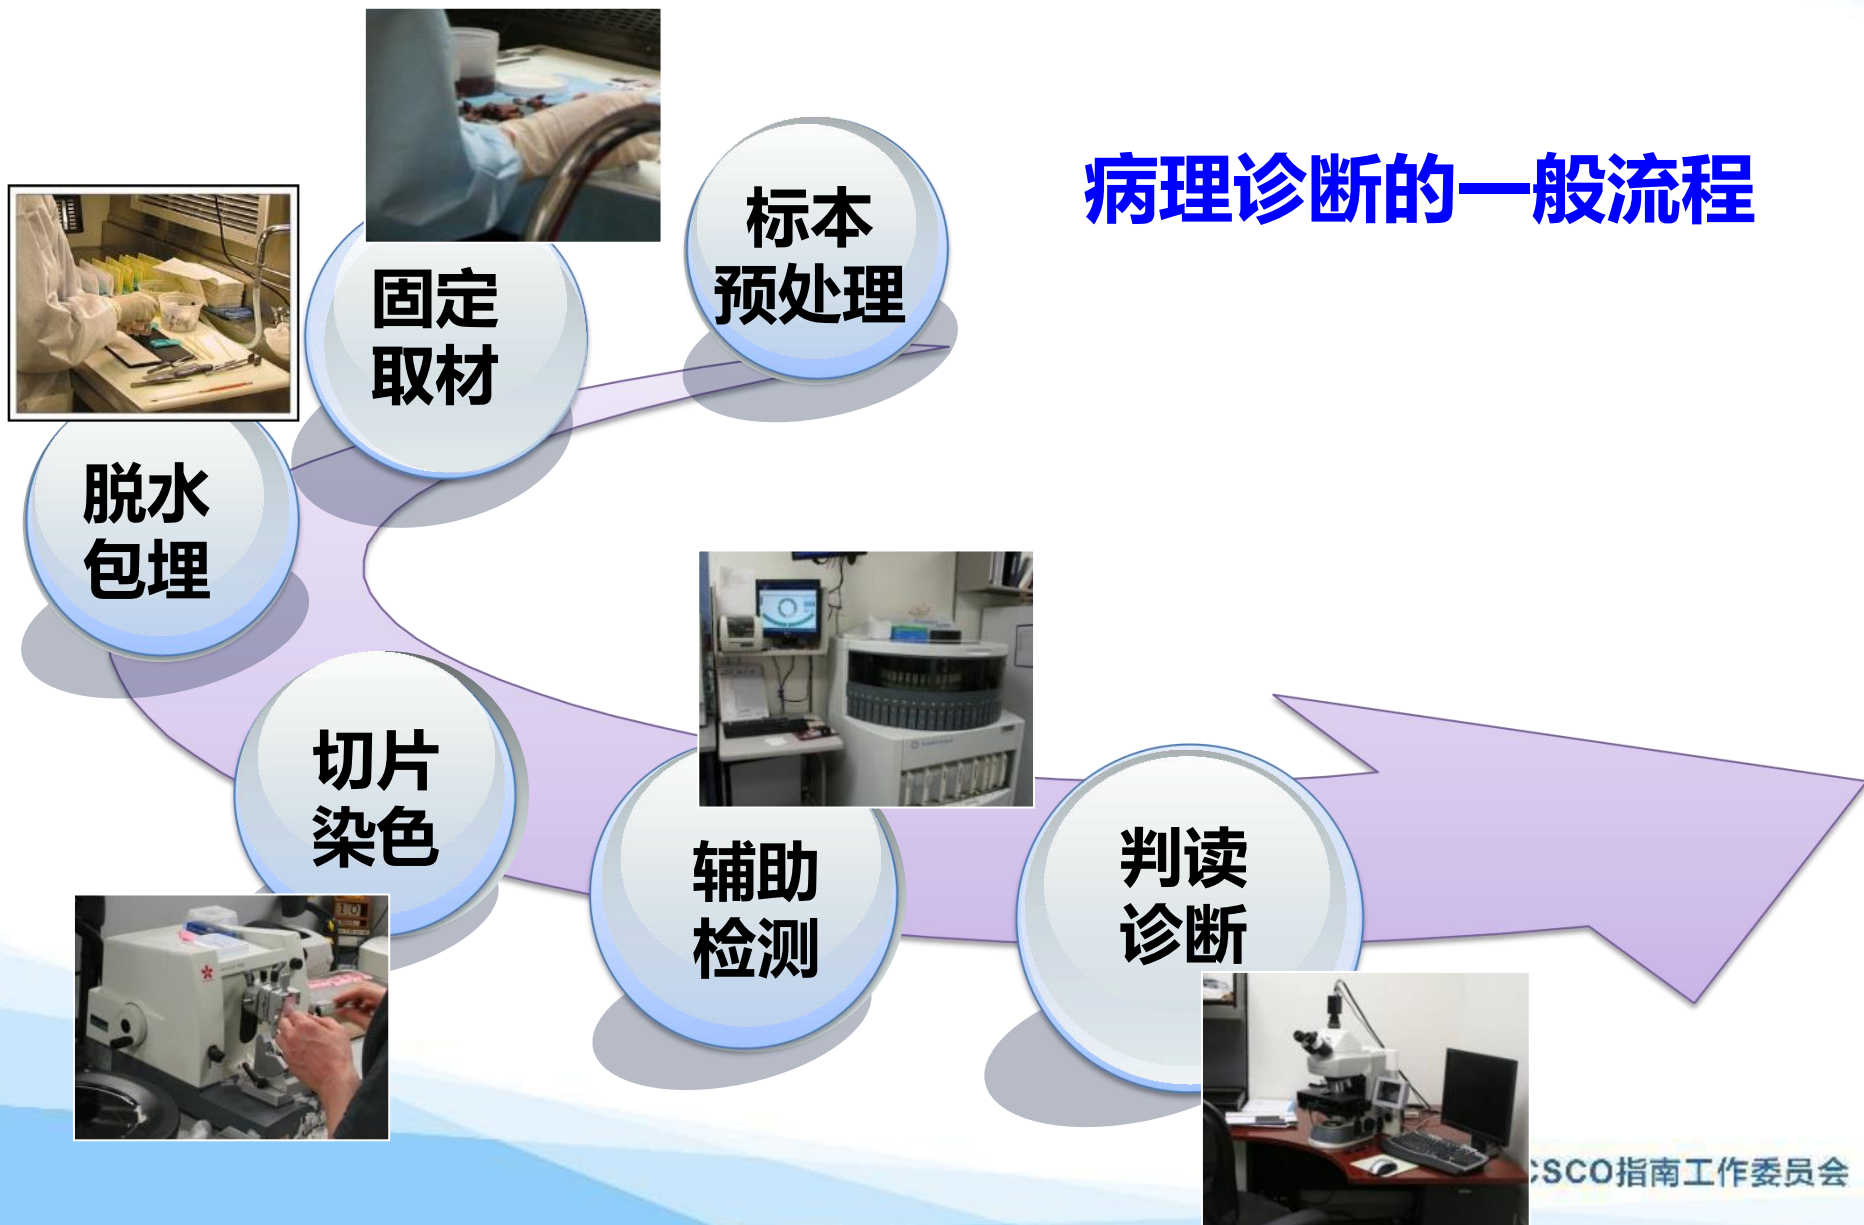 病理诊断的一般流程
标本
预处理
固定
取材
脱水
包埋
切片
染色
辅助
检测
判读
诊断
CSCO指南工作委员会